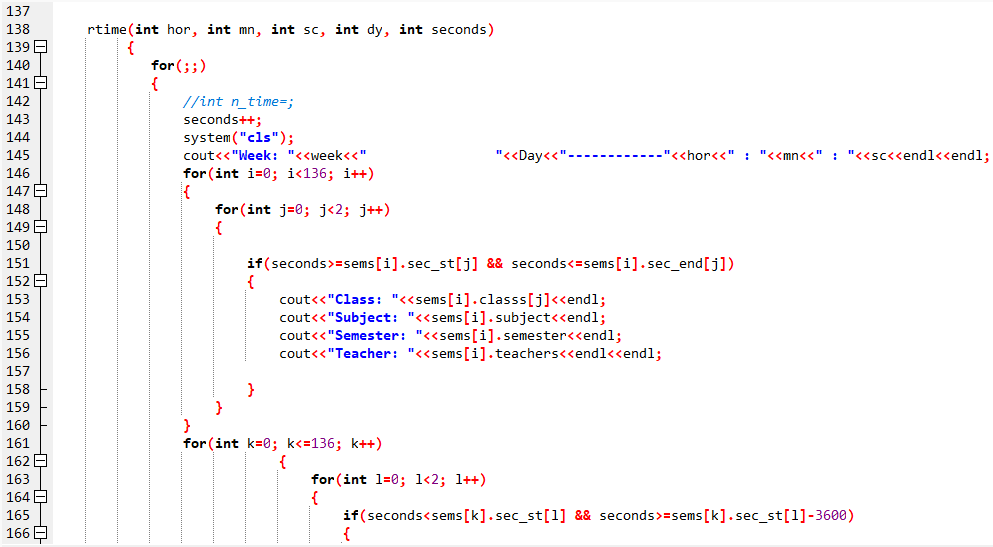 137
138 rtime(int hor, int mn, int sc, int dy, int seconds)
139 {
140 for(;;)
141 {
142 //int n_time=;
143 seconds++;
144 system("cls");
145 cout<<"Week: "<<week<<" "<<Day<<"------------"<<hor<<" : "<<mn<<" : "<<sc<<endl<<endl;
146 for(int i=0; i<136; i++)
147 {
148 for(int j=0; j<2; j++)
149 {
150
151 if(seconds>=sems[i].sec_st[j] && seconds<=sems[i].sec_end[j])
152 {
153 cout<<"Class: "<<sems[i].classs[j]<<endl;
154 cout<<"Subject: "<<sems[i].subject<<endl;
155 cout<<"Semester: "<<sems[i].semester<<endl;
156 cout<<"Teacher: "<<sems[i].teachers<<endl<<endl;
157
158 }
159 }
160 }
161 for(int k=0; k<=136; k++)
162 {
163 for(int l=0; l<2; l++)
164 {
165 if(seconds<sems[k].sec_st[l] && seconds>=sems[k].sec_st[l]-3600)
166 {